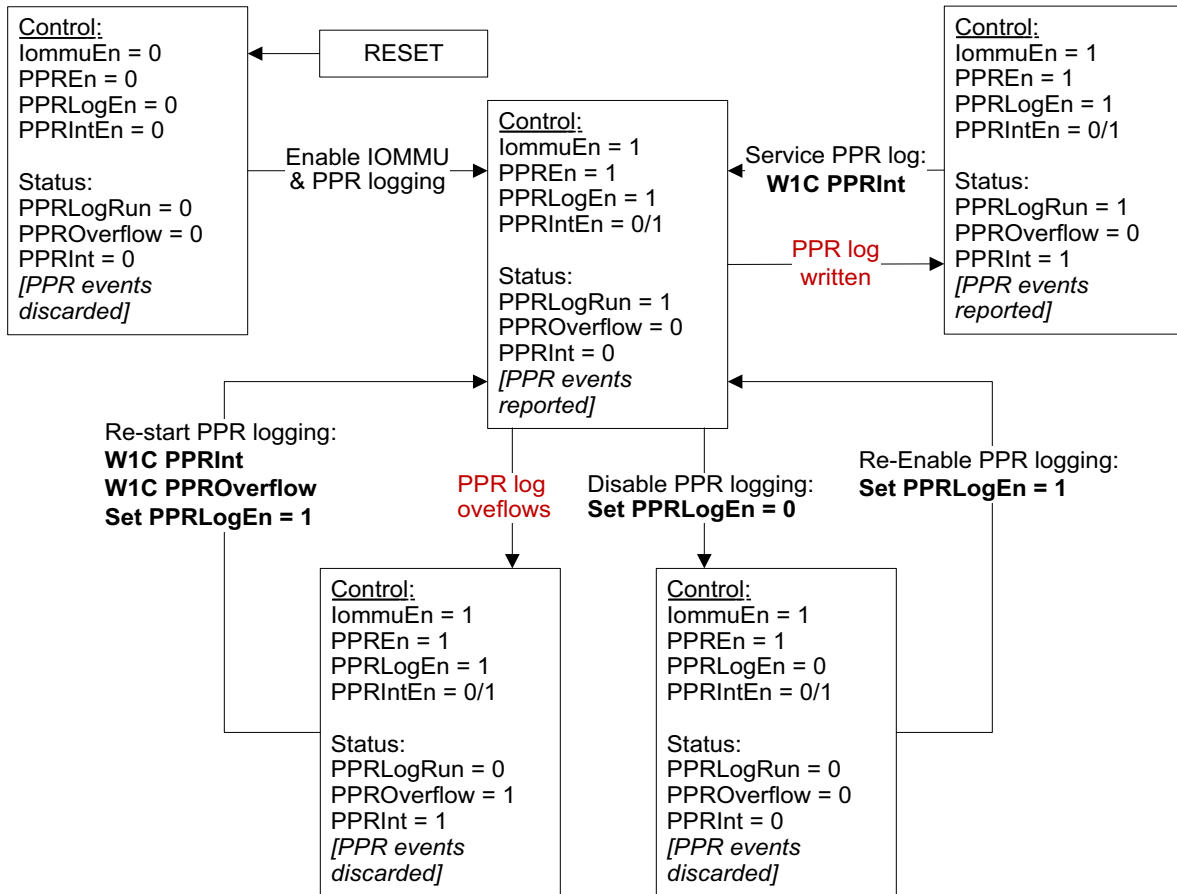 Control:
IommuEn = 0
PPREn = 0
PPRLogEn = 0
PPRIntEn = 0
Status:
PPRLogRun = 0
PPROverflow = 0
PPRInt = 0
[PPR events
discarded]
RESET
Enable IOMMU
& PPR logging
Control:
IommuEn = 1
PPREn = 1
PPRLogEn = 1
PPRIntEn = 0/1
Status:
PPRLogRun = 1
PPROverflow = 0
PPRInt = 0
[PPR events
reported]
Service PPR log:
W1C PPRInt
PPR log
written
Control:
IommuEn = 1
PPREn = 1
PPRLogEn = 1
PPRIntEn = 0/1
Status:
PPRLogRun = 1
PPROverflow = 0
PPRInt = 1
[PPR events
reported]
Re-start PPR logging:
W1C PPRInt
W1C PPROverflow
Set PPRLogEn = 1
PPR log
oveflows
Disable PPR logging:
Set PPRLogEn = 0
Re-Enable PPR logging:
Set PPRLogEn = 1
Control:
IommuEn = 1
PPREn = 1
PPRLogEn = 1
PPRIntEn = 0/1
Status:
PPRLogRun = 0
PPROverflow = 1
PPRInt = 1
[PPR events
discarded]
Control:
IommuEn = 1
PPREn = 1
PPRLogEn = 0
PPRIntEn = 0/1
Status:
PPRLogRun = 0
PPROverflow = 0
PPRInt = 0
[PPR events
discarded]